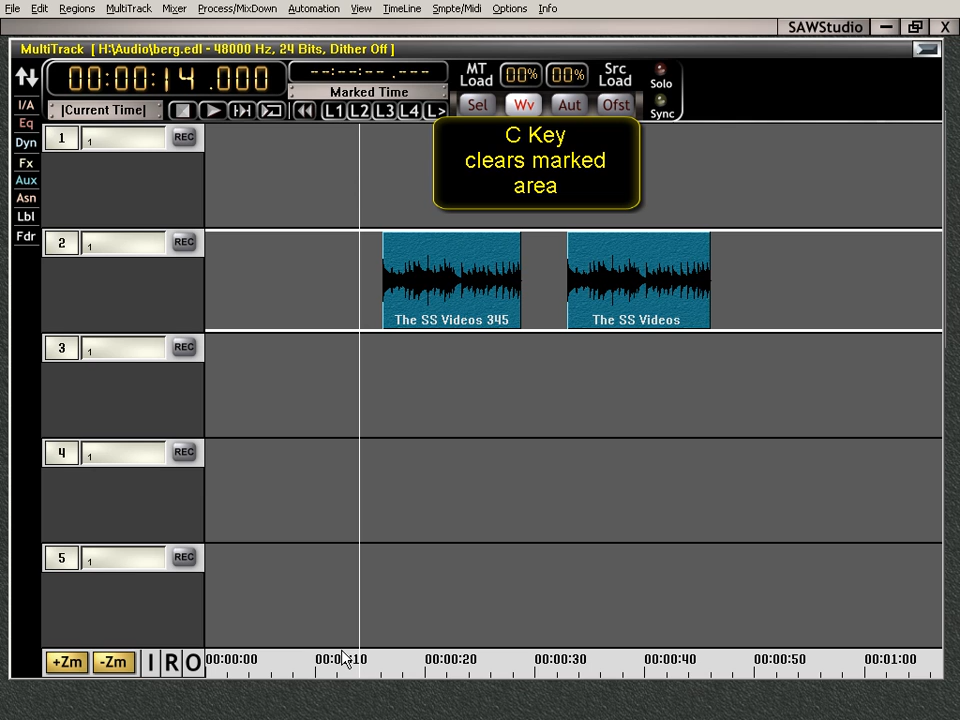 File Edit Regions MultiTrack Mixer Process/MixDown Automation View TimeLine Smpte/Midi Options Info
SAWStudio
X
MultiTrack [ H:\Audio\berg.edl - 48000 Hz, 24 Bits, Dither Off ]
00:00:14 .000
--:--:-- .---
Marked Time
MT Load
00%
00%
Src Load
Solo
Sync
|Current Time|
L1 L2 L3 L4 L>
Sel Wv Aut Ofst
I/A
Eq
Dyn
Fx
Aux
Asn
Lbl
Fdr
C Key
clears marked
area
1 1 REC
2 1 REC
The SS Videos 345
The SS Videos
3 1 REC
4 1 REC
5 1 REC
+Zm -Zm I R O
00:00:00 00:00:10 00:00:20 00:00:30 00:00:40 00:00:50 00:01:00